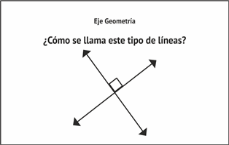 Eje Geometría
¿Cómo se llama este tipo de líneas?